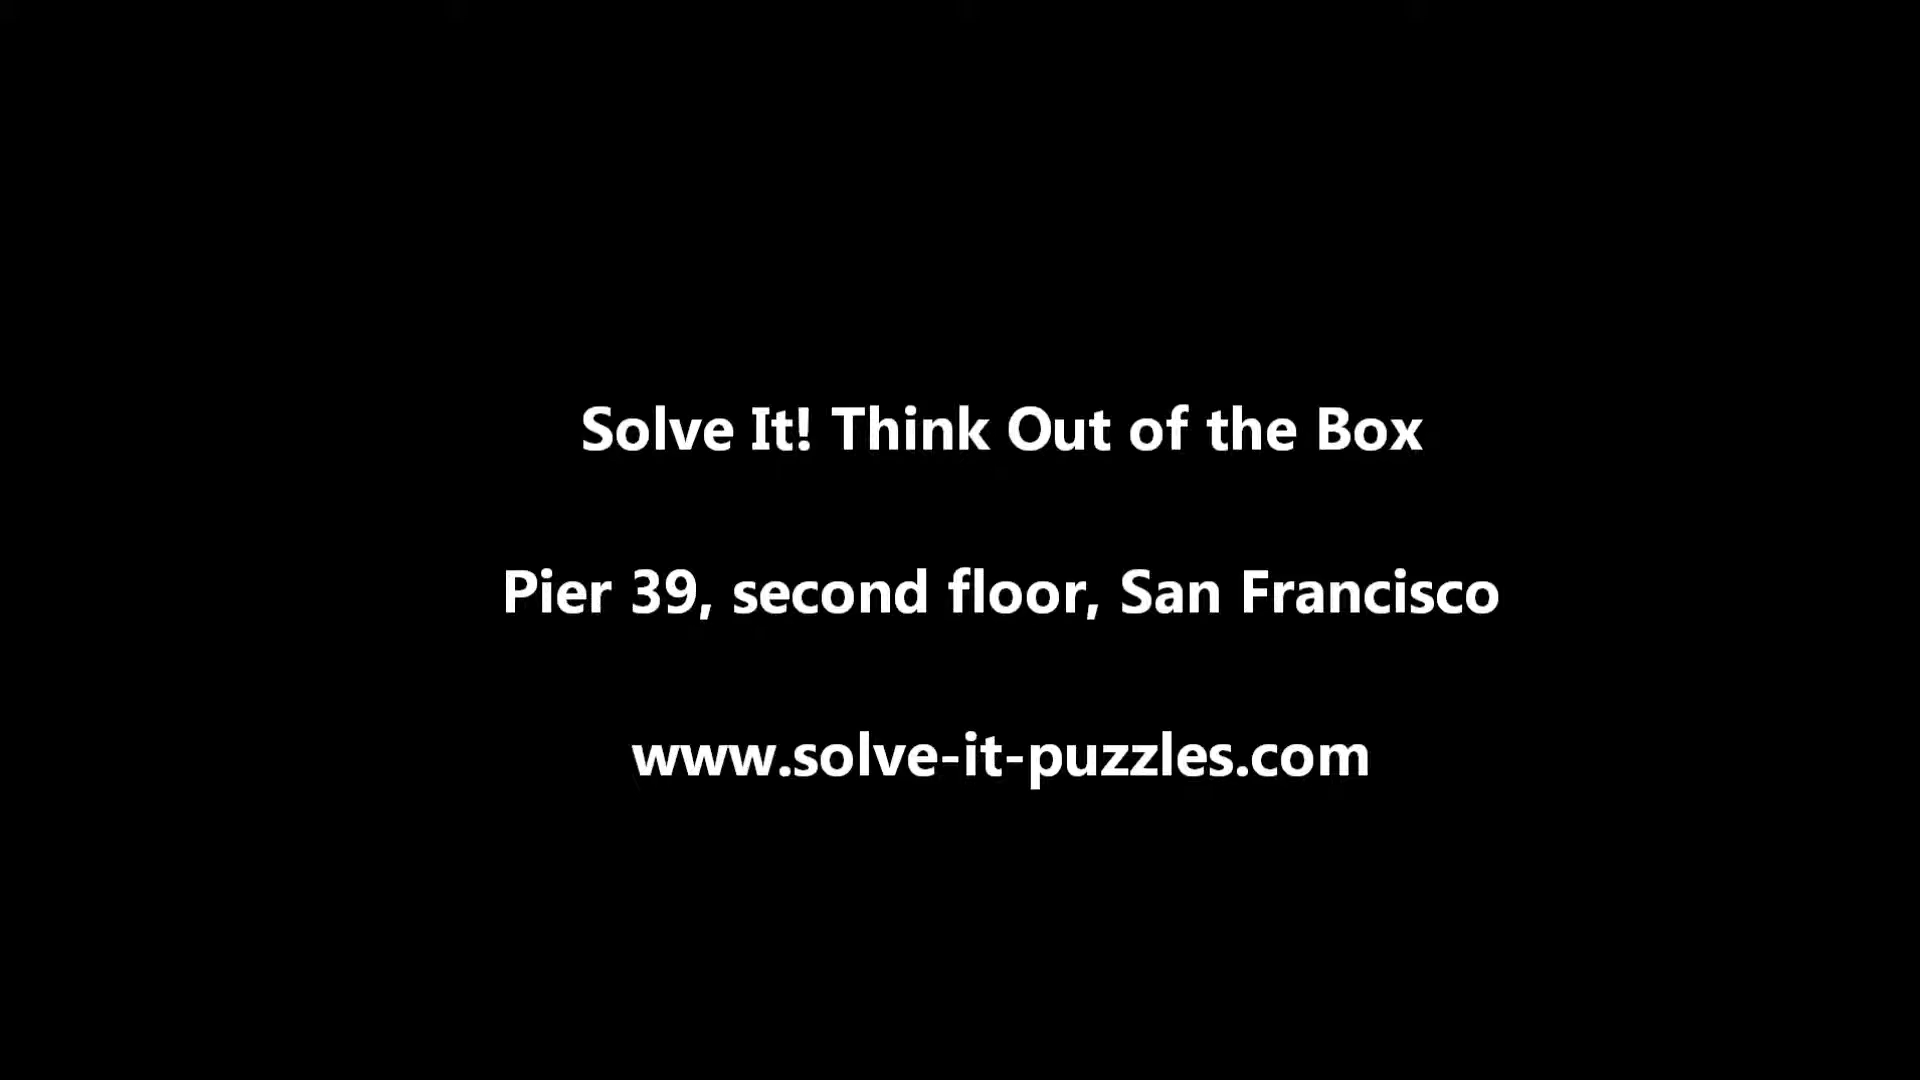 Solve It! Think Out of the Box
Pier 39, second floor, San Francisco
www.solve-it-puzzles.com